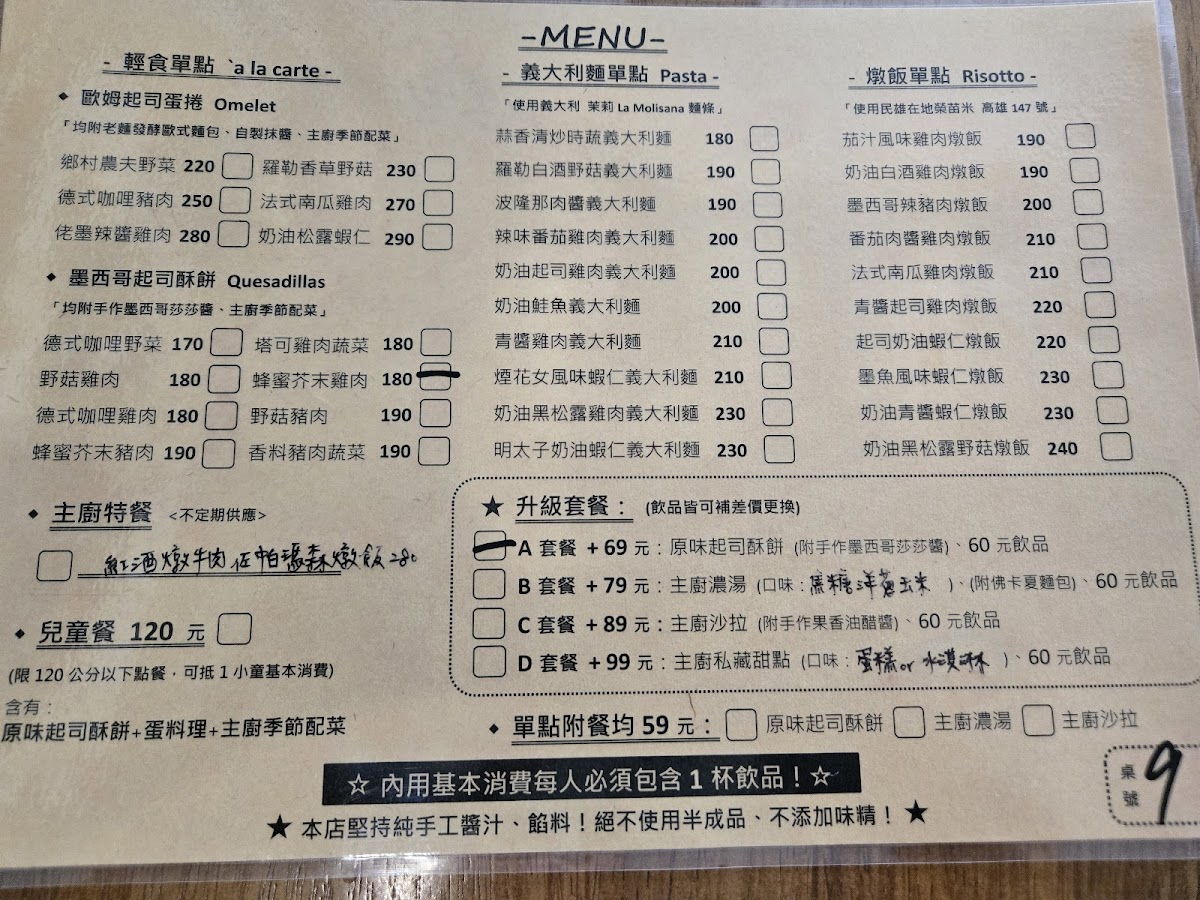 -MENU-
- 輕食單點 `a la carte -
◆ 歐姆起司蛋捲 Omelet
「均附老麵發酵歐式麵包、自製抹醬、主廚季節配菜」
鄉村農夫野菜 220 羅勒香草野菇 230
德式咖哩豬肉 250 法式南瓜雞肉 270
佬墨辣醬雞肉 280 奶油松露蝦仁 290
◆ 墨西哥起司酥餅 Quesadillas
「均附手作墨西哥莎莎醬、主廚季節配菜」
德式咖哩野菜 170 塔可雞肉蔬菜 180
野菇雞肉 180 蜂蜜芥末雞肉 180
德式咖哩雞肉 180 野菇豬肉 190
蜂蜜芥末豬肉 190 香料豬肉蔬菜 190
◆ 主廚特餐 <不定期供應>
紅酒燉牛肉佐帕瑪森燉飯 280
◆ 兒童餐 120 元
(限 120 公分以下點餐，可抵 1 小童基本消費)
含有：
原味起司酥餅+蛋料理+主廚季節配菜
- 義大利麵單點 Pasta -
「使用義大利 茉莉 La Molisana 麵條」
蒜香清炒時蔬義大利麵 180
羅勒白酒野菇義大利麵 190
波隆那肉醬義大利麵 190
辣味番茄雞肉義大利麵 200
奶油起司雞肉義大利麵 200
奶油鮭魚義大利麵 200
青醬雞肉義大利麵 210
煙花女風味蝦仁義大利麵 210
奶油黑松露雞肉義大利麵 230
明太子奶油蝦仁義大利麵 230
- 燉飯單點 Risotto -
「使用民雄在地榮苗米 高雄 147 號」
茄汁風味雞肉燉飯 190
奶油白酒雞肉燉飯 190
墨西哥辣豬肉燉飯 200
番茄肉醬雞肉燉飯 210
法式南瓜雞肉燉飯 210
青醬起司雞肉燉飯 220
起司奶油蝦仁燉飯 220
墨魚風味蝦仁燉飯 230
奶油青醬蝦仁燉飯 230
奶油黑松露野菇燉飯 240
★ 升級套餐： (飲品皆可補差價更換)
A 套餐 + 69 元：原味起司酥餅 (附手作墨西哥莎莎醬)、60 元飲品
B 套餐 + 79 元：主廚濃湯 (口味：焦糖洋蔥玉米 )、(附佛卡夏麵包)、60 元飲品
C 套餐 + 89 元：主廚沙拉 (附手作果香油醋醬)、60 元飲品
D 套餐 + 99 元：主廚私藏甜點 (口味：蛋糕or 冰淇淋 )、60 元飲品
◆ 單點附餐均 59 元： 原味起司酥餅 主廚濃湯 主廚沙拉
☆ 內用基本消費每人必須包含 1 杯飲品！☆
★ 本店堅持純手工醬汁、餡料！絕不使用半成品、不添加味精！ ★
桌號 9